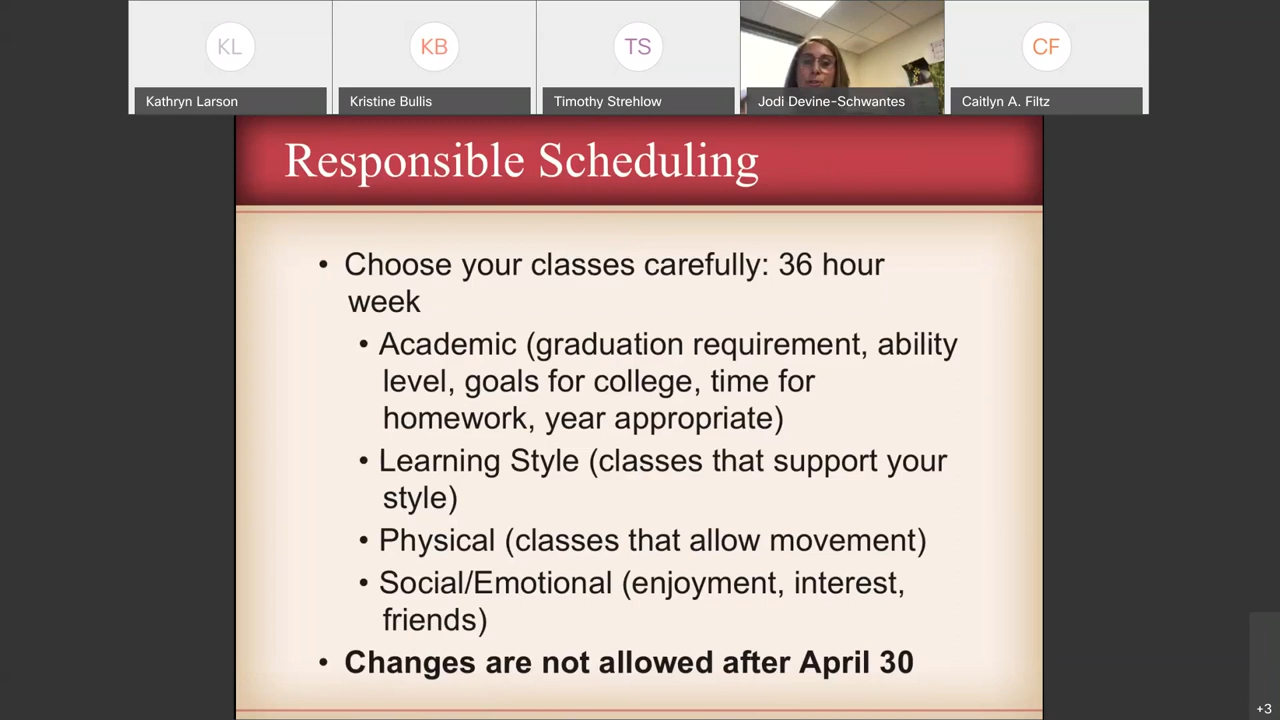 KL
KB
TS
CF
Kathryn Larson
Kristine Bullis
Timothy Strehlow
Jodi Devine-Schwantes
Caitlyn A. Filtz
Responsible Scheduling
• Choose your classes carefully: 36 hour
week
• Academic (graduation requirement, ability
level, goals for college, time for
homework, year appropriate)
• Learning Style (classes that support your
style)
• Physical (classes that allow movement)
• Social/Emotional (enjoyment, interest,
friends)
• Changes are not allowed after April 30
+3